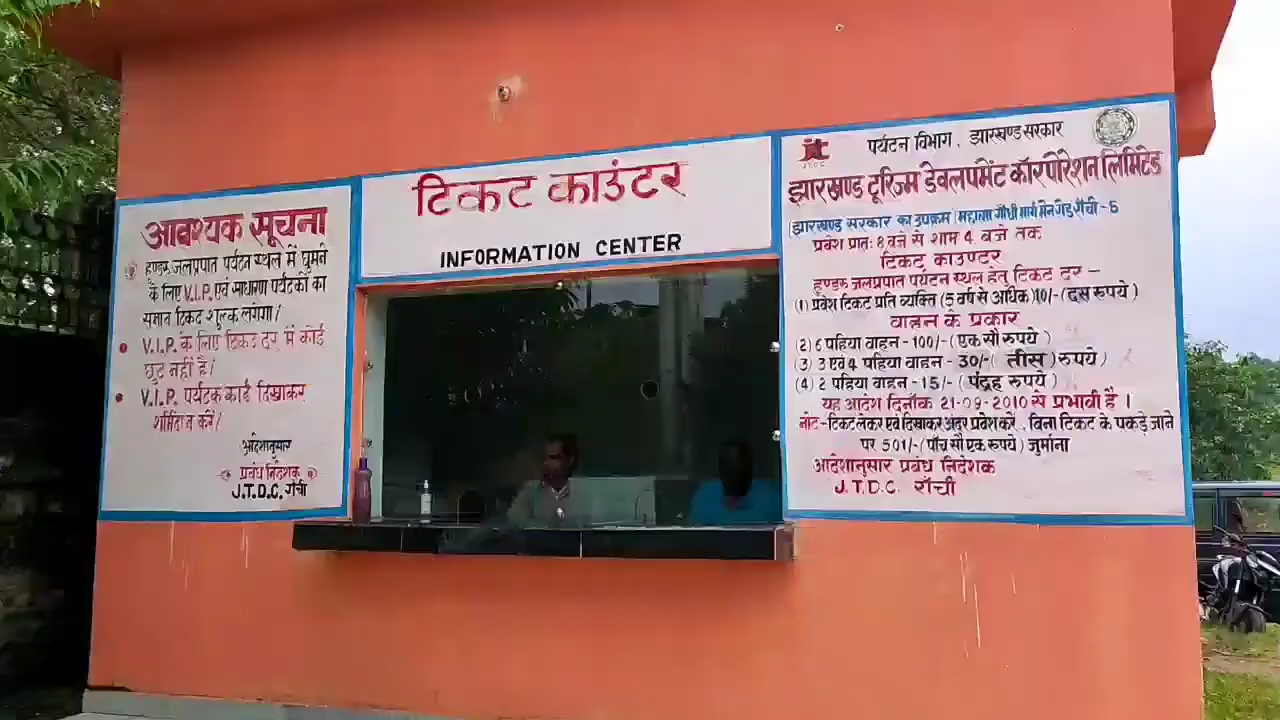 आवश्यक सूचना
हुण्डरू जलप्रपात पर्यटन स्थल में घुमने
के लिए V.I.P. एवं साधारण पर्यटकों का
समान टिकट शुल्क लगेगा।
V.I.P. के लिए टिकट दर में कोई
छुट नहीं है।
V.I.P. पर्यटक कार्ड दिखाकर
शर्मिंदा न करें।
आदेशानुसार
प्रबंध निदेशक
J.T.D.C. राँची
टिकट काउंटर
INFORMATION CENTER
JTDC
पर्यटन विभाग, झारखण्ड सरकार
झारखण्ड टूरिज्म डेवलपमेंट कॉरपोरेशन लिमिटेड
(झारखण्ड सरकार का उपक्रम) महात्मा गाँधी मार्ग मेन रोड राँची - 5
प्रवेश प्रातः 8 बजे से शाम 4 बजे तक
टिकट काउण्टर
हुण्डरू जलप्रपात पर्यटन स्थल हेतु टिकट दर -
(1) प्रवेश टिकट प्रति व्यक्ति (5 वर्ष से अधिक) 10/- (दस रूपये)
वाहन के प्रकार
(2) 6 पहिया वाहन - 100/- (एक सौ रुपये)
(3) 3 एवं 4 पहिया वाहन - 30/- (तीस) रुपये)
(4) 2 पहिया वाहन - 15/- (पंद्रह रुपये)
यह आदेश दिनाँक 21-09-2010 से प्रभावी है।
नोट - टिकट लेकर एवं दिखाकर अंदर प्रवेश करें, विना टिकट के पकड़े जाने
पर 501/- (पाँच सौ एक रूपये) जुर्माना
आदेशानुसार प्रबंध निदेशक
J.T.D.C. राँची